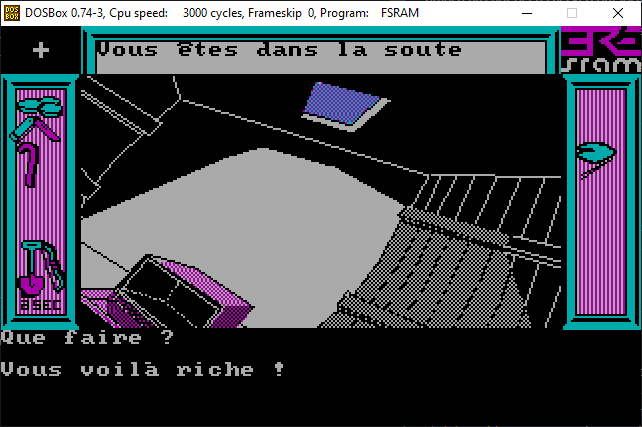 DOSBox 0.74-3, Cpu speed: 3000 cycles, Frameskip 0, Program: FSRAM
Vous êtes dans la soute
ERE
sram
Que faire ?
Vous voilà riche !